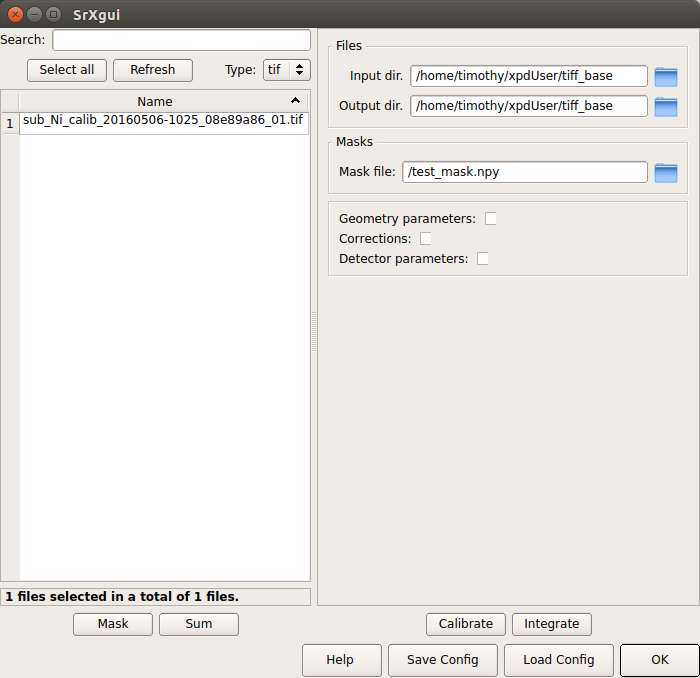 SrXgui
Search:
Select all Refresh Type: tif
Name
1 sub_Ni_calib_20160506-1025_08e89a86_01.tif
1 files selected in a total of 1 files.
Mask Sum
Files
Input dir. /home/timothy/xpdUser/tiff_base
Output dir. /home/timothy/xpdUser/tiff_base
Masks
Mask file: /test_mask.npy
Geometry parameters:
Corrections:
Detector parameters:
Calibrate Integrate
Help Save Config Load Config OK